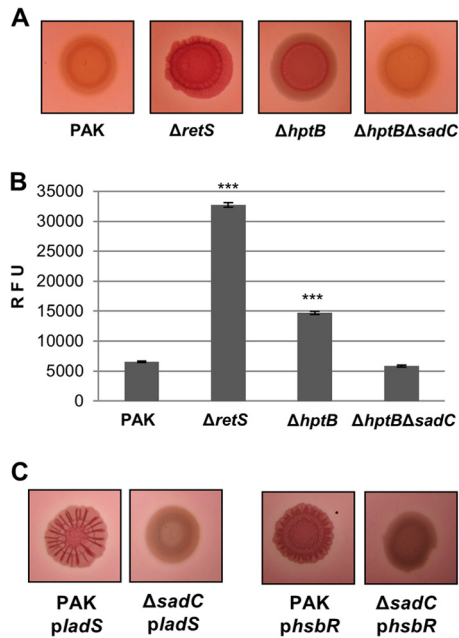 A
PAK ΔretS ΔhptB ΔhptBΔsadC
B
35000
30000
25000
20000
15000
10000
5000
0
RFU
***
***
PAK ΔretS ΔhptB ΔhptBΔsadC
C
PAK ΔsadC PAK ΔsadC
pladS pladS phsbR phsbR